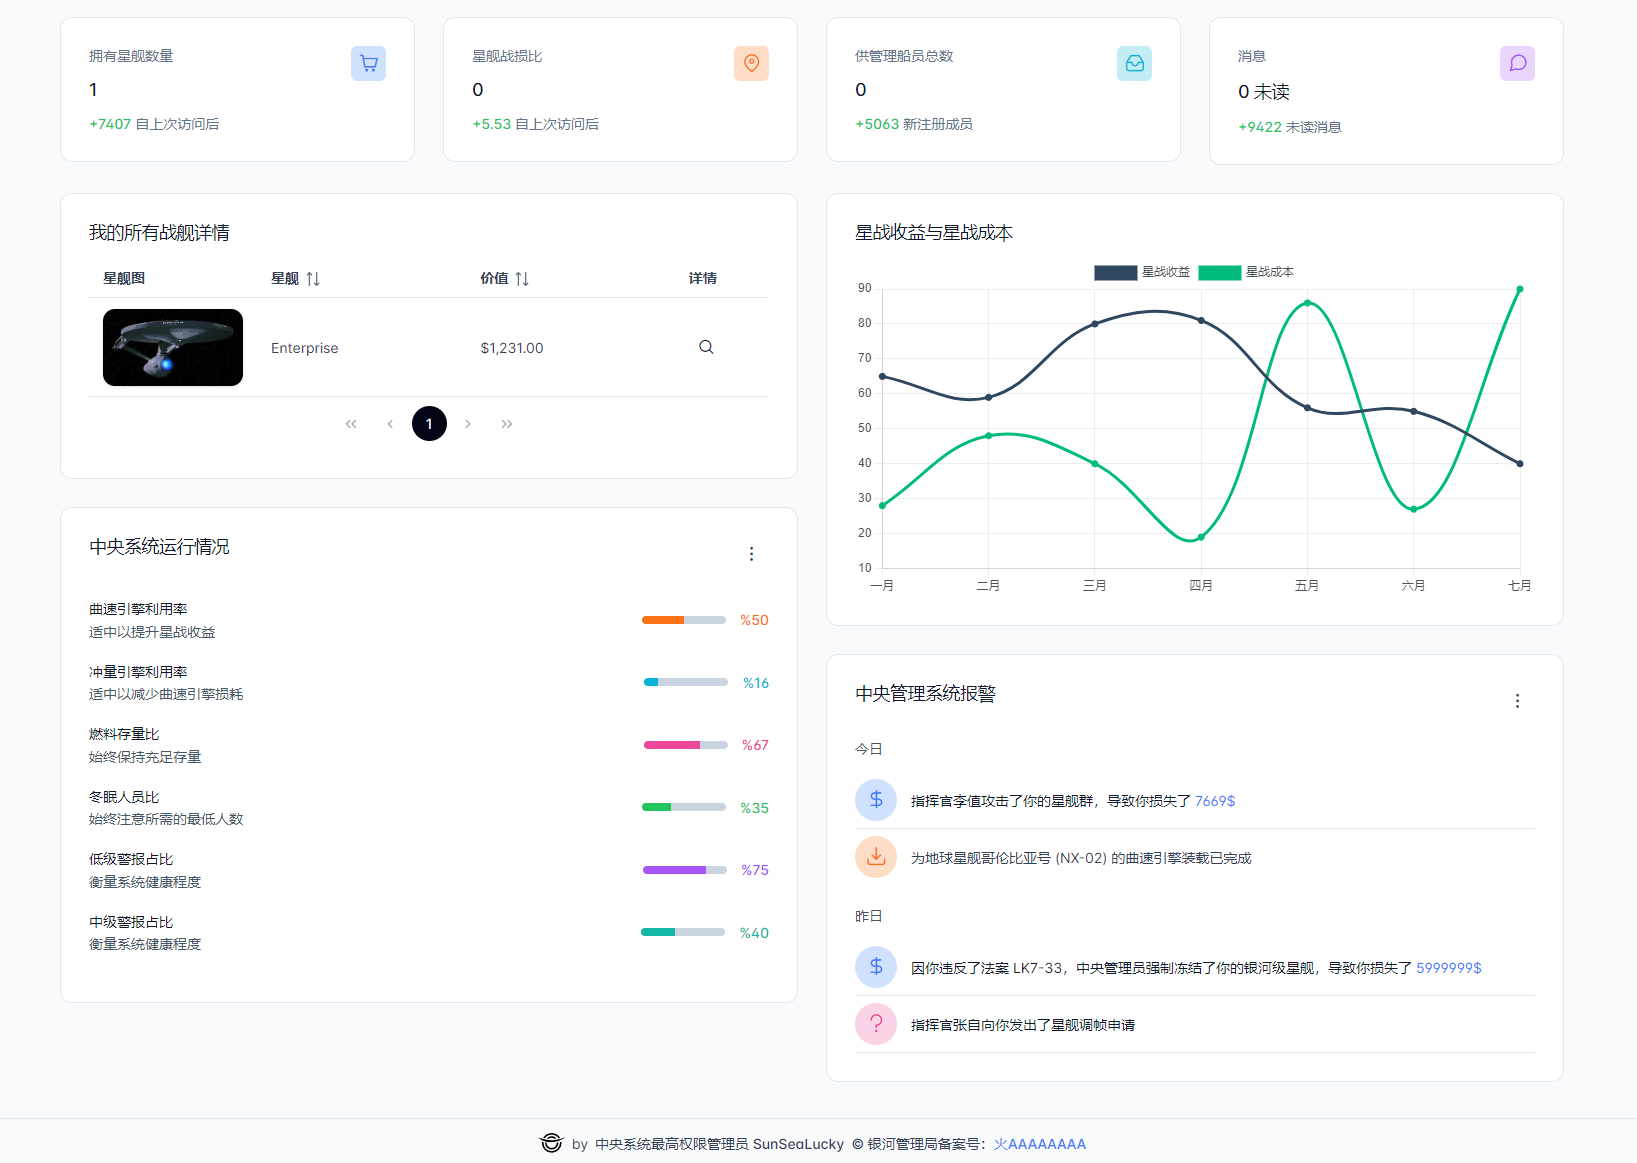 拥有星舰数量
1
+7407 自上次访问后
星舰战损比
0
+5.53 自上次访问后
供管理船员总数
0
+5063 新注册成员
消息
0 未读
+9422 未读消息
我的所有战舰详情
星舰图 星舰 价值 详情
Enterprise $1,231.00
1
中央系统运行情况
曲速引擎利用率
适中以提升星战收益
%50
冲量引擎利用率
适中以减少曲速引擎损耗
%16
燃料存量比
始终保持充足存量
%67
冬眠人员比
始终注意所需的最低人数
%35
低级警报占比
衡量系统健康程度
%75
中级警报占比
衡量系统健康程度
%40
星战收益与星战成本
星战收益 星战成本
90
80
70
60
50
40
30
20
10
一月 二月 三月 四月 五月 六月 七月
中央管理系统报警
今日
指挥官李值攻击了你的星舰群，导致你损失了 7669$
为地球星舰哥伦比亚号 (NX-02) 的曲速引擎装载已完成
昨日
因你违反了法案 LK7-33，中央管理员强制冻结了你的银河级星舰，导致你损失了 5999999$
指挥官张自向你发出了星舰调帧申请
by 中央系统最高权限管理员 SunSeaLucky © 银河管理局备案号： 火AAAAAAAA